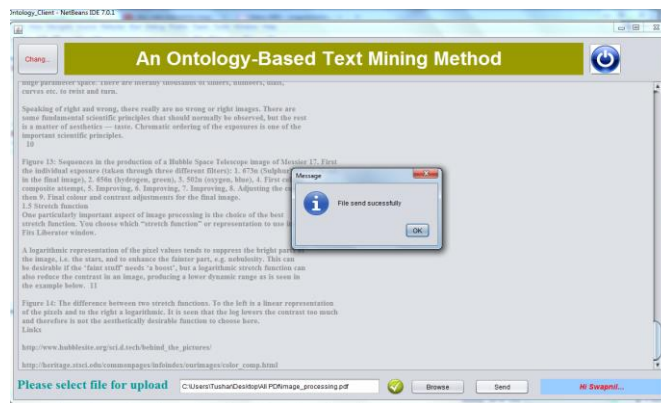 Ontology_Client - NetBeans IDE 7.0.1
Chang...
An Ontology-Based Text Mining Method
huge parameter space. There are literally thousands of sliders, numbers,
curves etc. to twist and turn.
Speaking of right and wrong, there really are no wrong or right images. There are
some fundamental scientific principles that should normally be observed, but the rest
is a matter of aesthetics — taste. Chromatic ordering of the exposures is one of the
important scientific principles.
10
Figure 13: Sequences in the production of a Hubble Space Telescope image of Messier 17. First
the individual exposure (taken through three different filters): 1. 673n (Sulphur
in the final image), 2. 656n (hydrogen, green), 3. 502n (oxygen, blue), 4. First
composite attempt, 5. Improving, 6. Improving, 7. Improving, 8. Adjusting the
then 9. Final colour and contrast adjustments for the final image.
1.5 Stretch function
One particularly important aspect of image processing is the choice of the best
stretch function. You choose which "stretch function" or representation to use
Fits Liberator window.
A logarithmic representation of the pixel values tends to suppress the bright
the image, i.e. the stars, and to enhance the fainter part, e.g. nebulosity. This can
be desirable if the 'faint stuff' needs 'a boost', but a logarithmic stretch function can
also reduce the contrast in an image, producing a lower dynamic range as is seen in
the example below. 11
Figure 14: The difference between two stretch functions. To the left is a linear representation
of the pixels and to the right a logarithmic. It is seen that the log lowers the contrast too much
and therefore is not the aesthetically desirable function to choose here.
Links
http://www.hubblesite.org/sci.d.tech/behind_the_pictures/
http://heritage.stsci.edu/commonpages/infoindex/ourimages/color_comp.html
Message
File send sucessfully
OK
Please select file for upload
C:\Users\Tushar\Desktop\All PDf\image_processing.pdf
Browse
Send
Hi Swapnil...